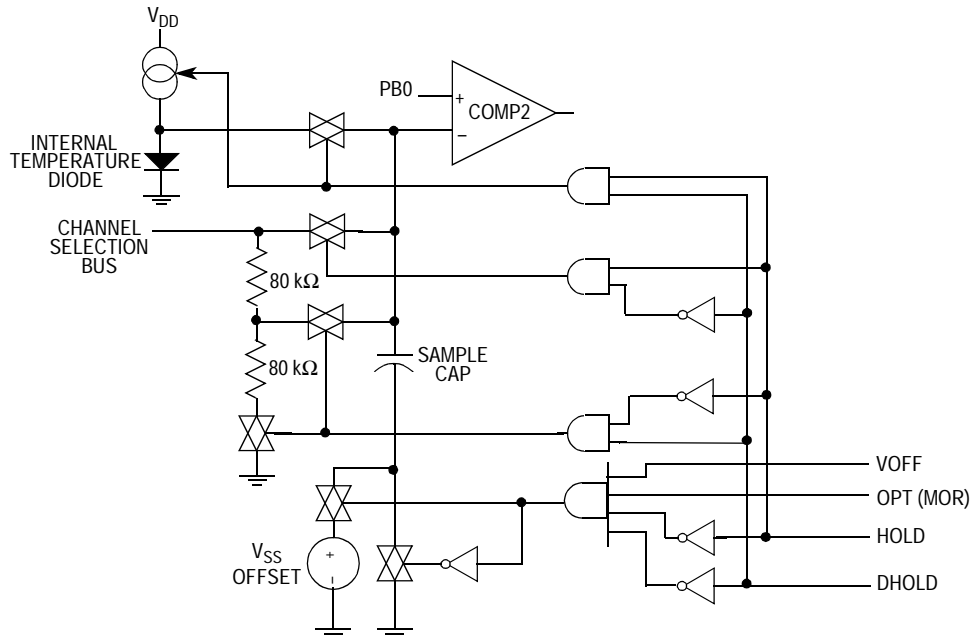 VDD
PB0
+
COMP2
−
INTERNAL
TEMPERATURE
DIODE
CHANNEL
SELECTION
BUS
80 kΩ
80 kΩ
SAMPLE
CAP
VOFF
OPT (MOR)
HOLD
DHOLD
VSS
OFFSET
+
-